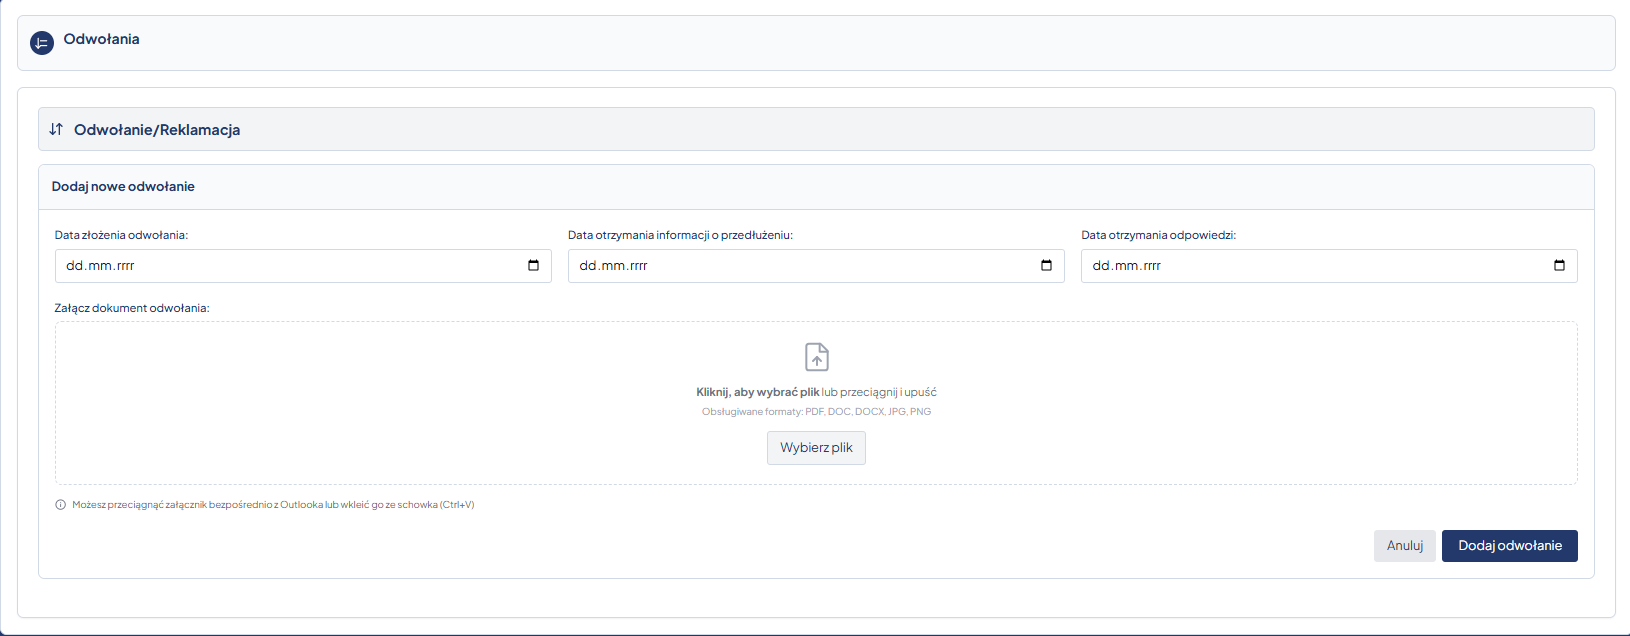 Odwołania
Odwołanie/Reklamacja
Dodaj nowe odwołanie
Data złożenia odwołania:
Data otrzymania informacji o przedłużeniu:
Data otrzymania odpowiedzi:
dd.mm.rrrr
dd.mm.rrrr
dd.mm.rrrr
Załącz dokument odwołania:
Kliknij, aby wybrać plik lub przeciągnij i upuść
Obsługiwane formaty: PDF, DOC, DOCX, JPG, PNG
Wybierz plik
Możesz przeciągnąć załącznik bezpośrednio z Outlooka lub wkleić go ze schowka (Ctrl+V)
Anuluj
Dodaj odwołanie